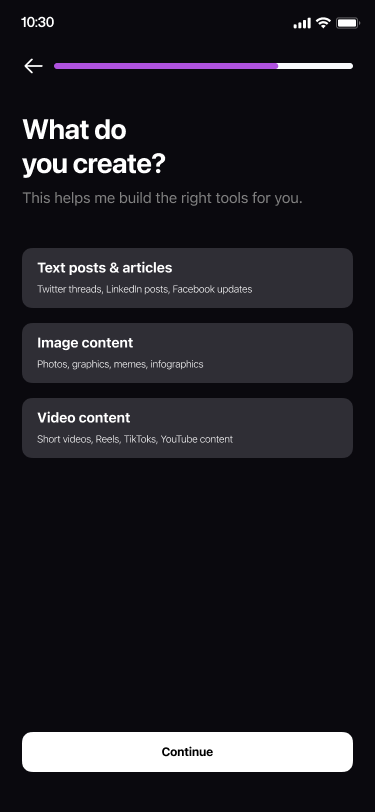 10:30
What do
you create?
This helps me build the right tools for you.
Text posts & articles
Twitter threads, LinkedIn posts, Facebook updates
Image content
Photos, graphics, memes, infographics
Video content
Short videos, Reels, TikToks, YouTube content
Continue